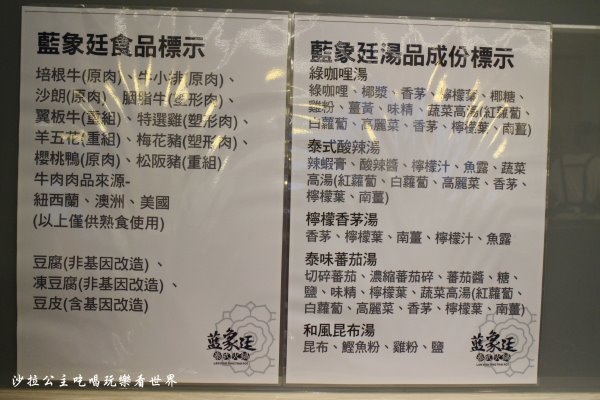 藍象廷食品標示
培根牛(原肉)、牛小排(原肉)、
沙朗(原肉)、胭脂牛(塑形肉)、
翼板牛(重組)、特選雞(塑形肉)、
羊五花(重組)、梅花豬(塑形肉)、
櫻桃鴨(原肉)、松阪豬(重組)
牛肉肉品來源-
紐西蘭、澳洲、美國
(以上僅供熟食使用)
豆腐(非基因改造)、
凍豆腐(非基因改造)、
豆皮(含基因改造)
藍象廷
泰式火鍋
藍象廷湯品成份標示
綠咖哩湯
綠咖哩、椰漿、香茅、檸檬葉、椰糖、
雞粉、薑黃、味精、蔬菜高湯(紅蘿蔔、
白蘿蔔、高麗菜、香茅、檸檬葉、南薑)
泰式酸辣湯
辣蝦膏、酸辣醬、檸檬汁、魚露、蔬菜
高湯(紅蘿蔔、白蘿蔔、高麗菜、香茅、
檸檬葉、南薑)
檸檬香茅湯
香茅、檸檬葉、南薑、檸檬汁、魚露
泰味蕃茄湯
切碎蕃茄、濃縮蕃茄碎、蕃茄醬、糖、
鹽、味精、檸檬葉、蔬菜高湯(紅蘿蔔、
白蘿蔔、高麗菜、香茅、檸檬葉、南薑)
和風昆布湯
昆布、鰹魚粉、雞粉、鹽
藍象廷
泰式火鍋
沙拉公主吃喝玩樂看世界